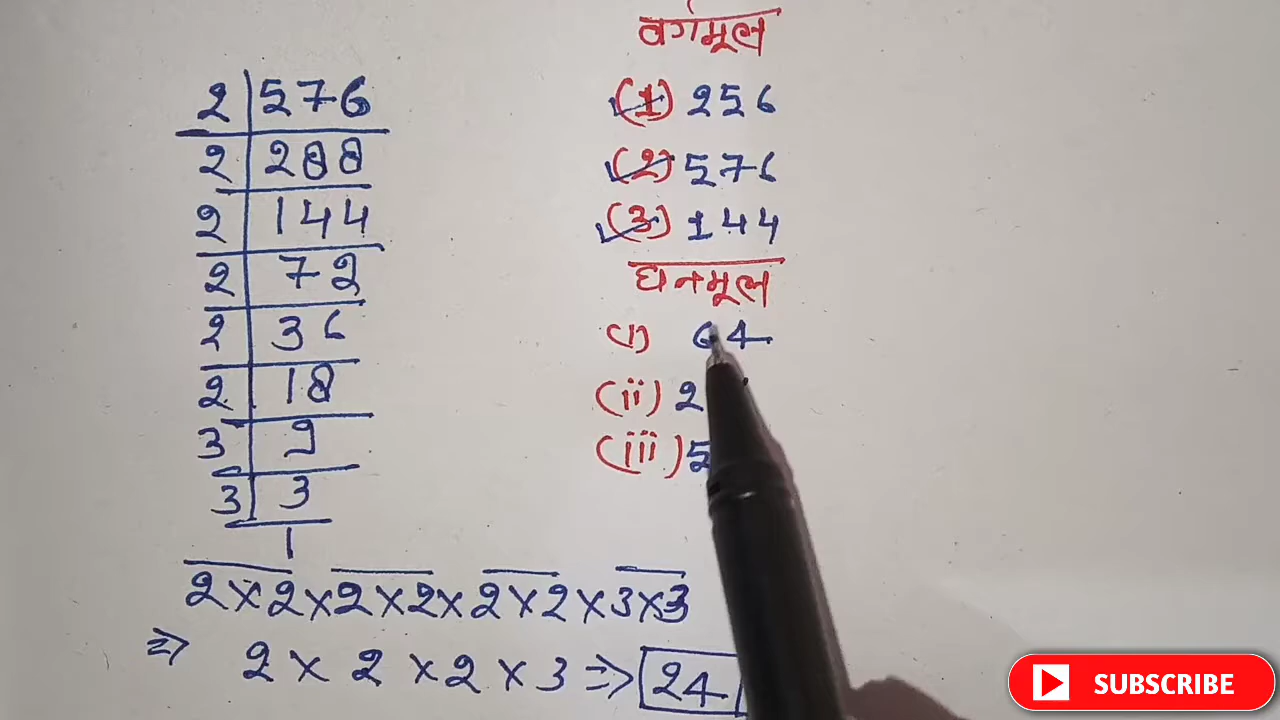 2 | 576
2 | 288
2 | 144
2 | 72
2 | 36
2 | 18
3 | 9
3 | 3
1
2×2×2×2×2×2×3×3
⇒ 2×2×2×3 ⇒ 24
वर्गमूल
(1) 256
(2) 576
(3) 144
घनमूल
(i) 64
(ii) 2
(iii) 5
SUBSCRIBE